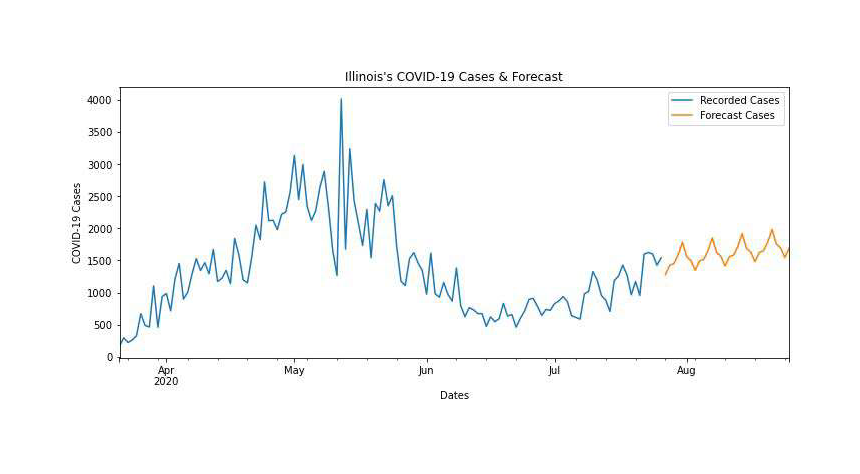 Illinois's COVID-19 Cases & Forecast
Recorded Cases
Forecast Cases
4000
3500
3000
2500
2000
1500
1000
500
0
COVID-19 Cases
Apr
2020
May
Jun
Jul
Aug
Dates